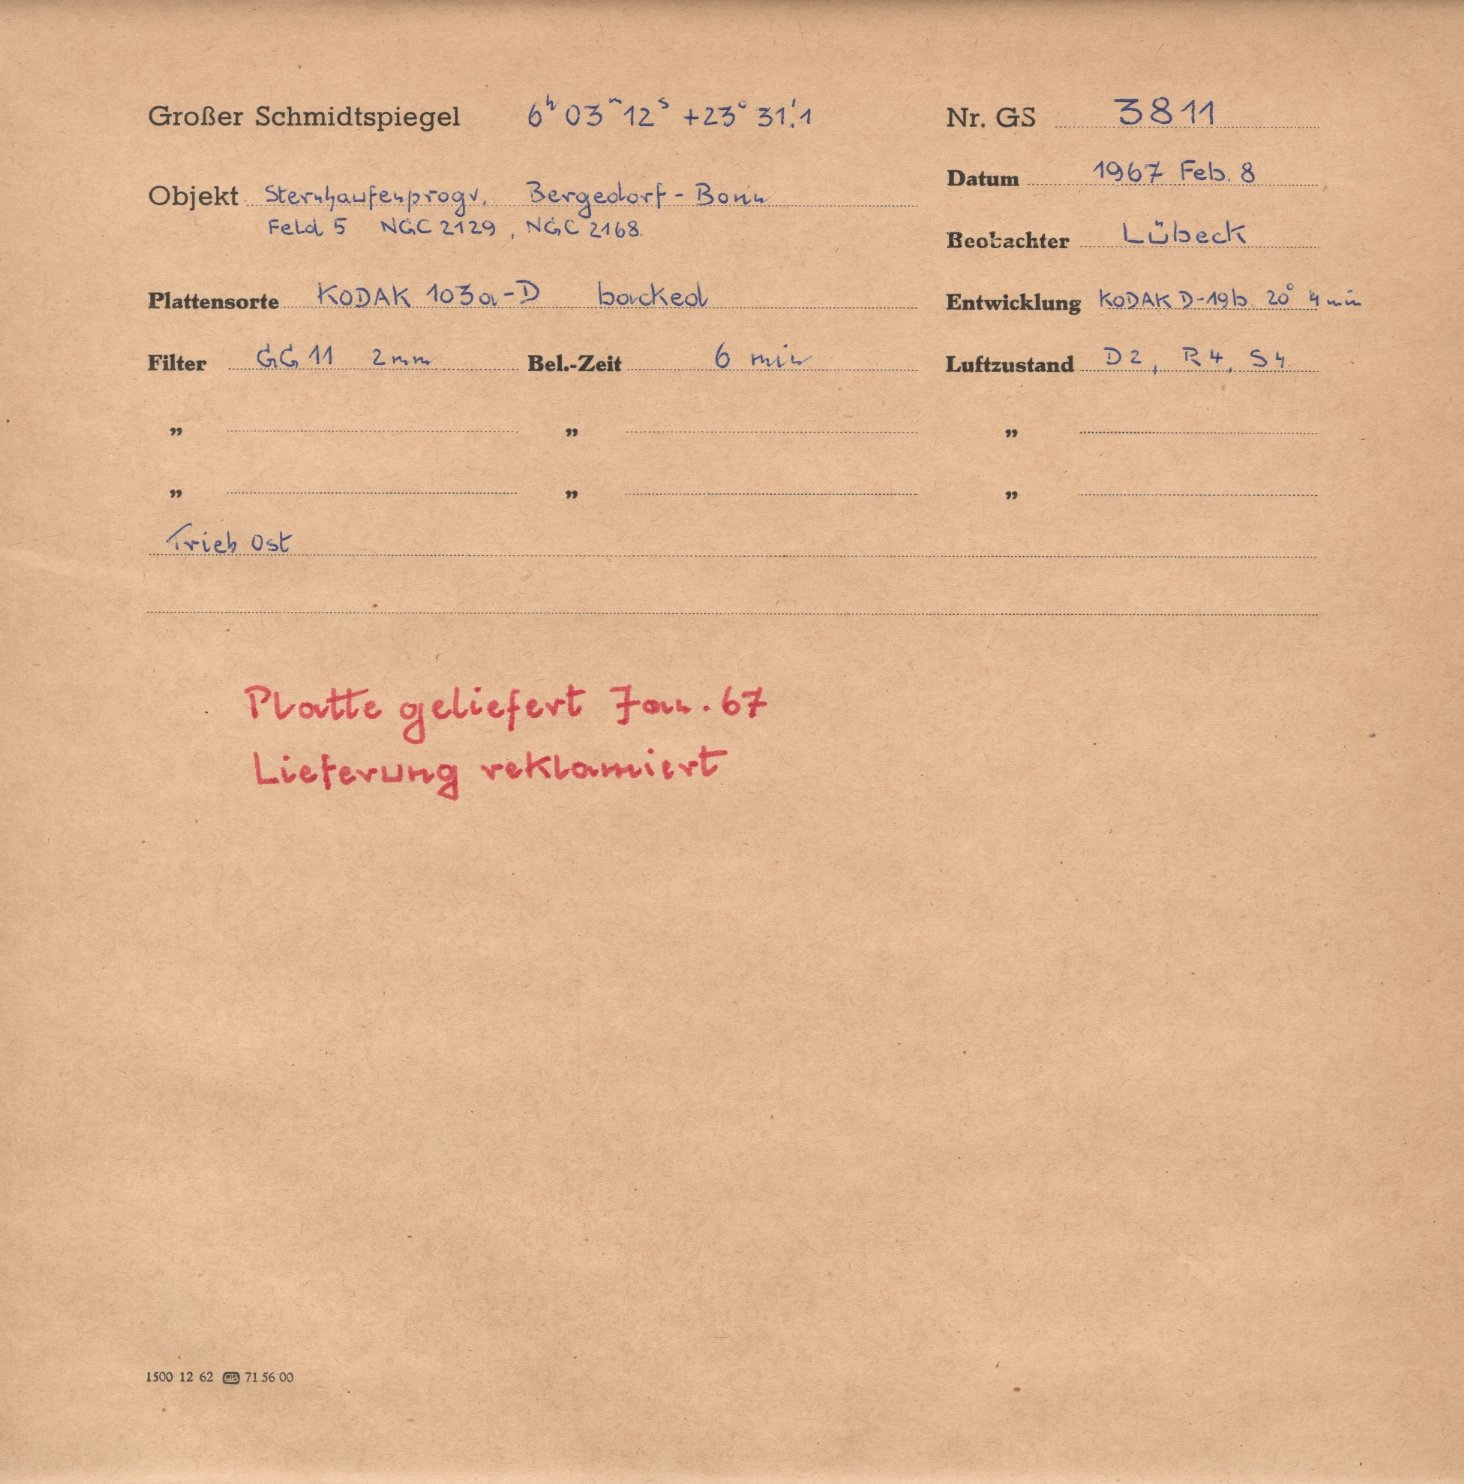 Großer Schmidtspiegel 6ʰ 03ᵐ 12ˢ +23° 31!1 Nr. GS 3811
Datum 1967 Feb. 8
Objekt Sternhaufenprogr. Bergedorf - Bonn
Feld 5 NGC 2129, NGC 2168
Beobachter Lübeck
Plattensorte KODAK 103a-D backed Entwicklung KODAK D-19b 20° 4 min
Filter GG 11 2mm Bel.-Zeit 6 min Luftzustand D2, R4, S4
„ „ „
„ „ „
Trieb Ost
Platte geliefert Jan. 67
Lieferung reklamiert
1500 12 62 71 56 00